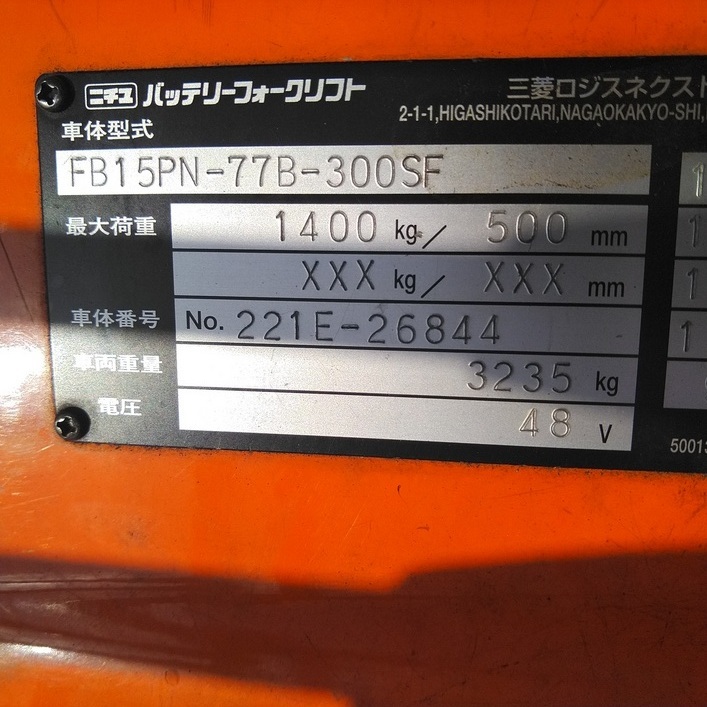 ニチユ バッテリーフォークリフト 三菱ロジスネクスト
2-1-1,HIGASHIKOTARI,NAGAOKAKYO-SHI,
車体型式
FB15PN-77B-300SF
最大荷重 1400 kg/ 500 mm
XXX kg/ XXX mm
車体番号 No. 221E-26844
車両重量 3235 kg
電圧 48 V
50013